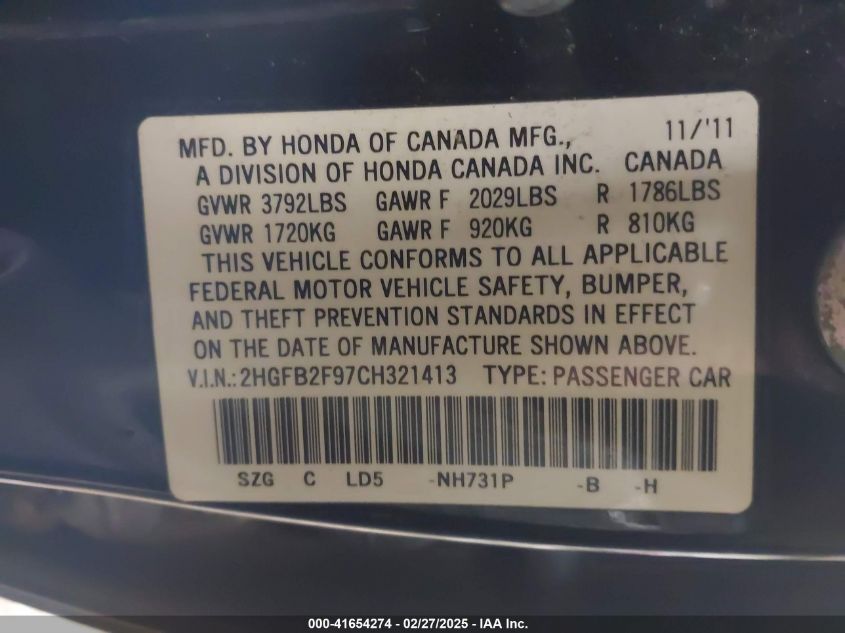 MFD. BY HONDA OF CANADA MFG., 11/'11
A DIVISION OF HONDA CANADA INC. CANADA
GVWR 3792LBS GAWR F 2029LBS R 1786LBS
GVWR 1720KG GAWR F 920KG R 810KG
THIS VEHICLE CONFORMS TO ALL APPLICABLE
FEDERAL MOTOR VEHICLE SAFETY, BUMPER,
AND THEFT PREVENTION STANDARDS IN EFFECT
ON THE DATE OF MANUFACTURE SHOWN ABOVE.
V.I.N.:2HGFB2F97CH321413 TYPE: PASSENGER CAR
SZG C LD5 -NH731P -B -H
000-41654274 - 02/27/2025 - IAA Inc.